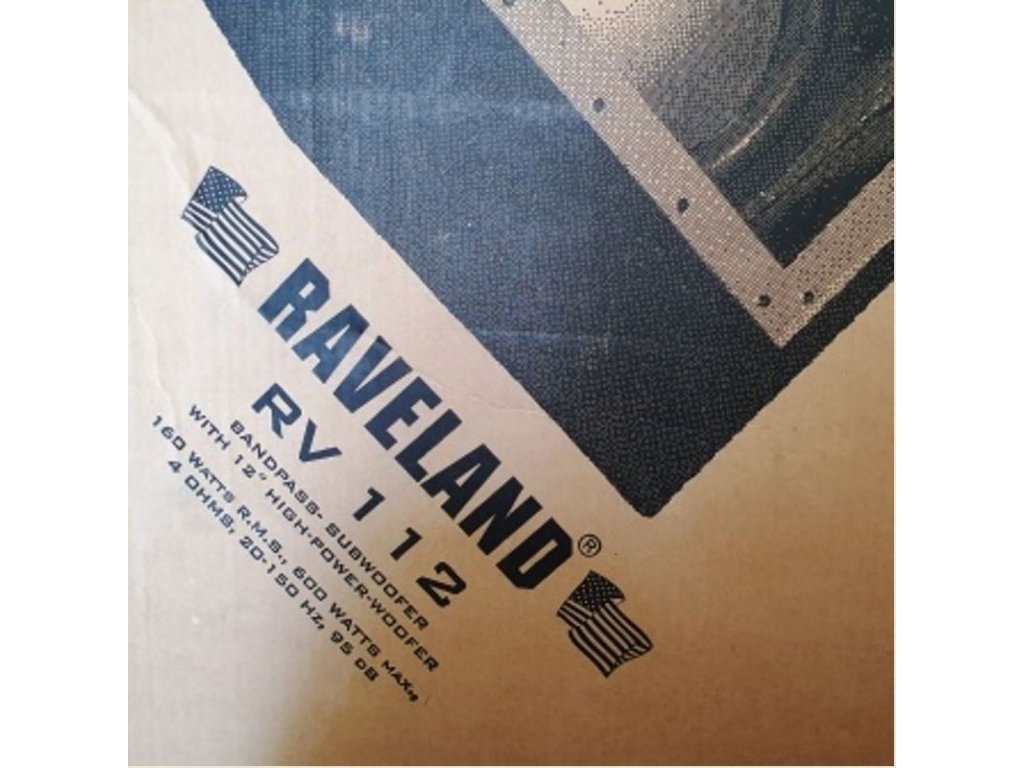 RAVELAND®
RV 112
BANDPASS- SUBWOOFER
WITH 12" HIGH-POWER-WOOFER
160 WATTS R.M.S., 600 WATTS MAX.,
4 OHMS, 20-150 HZ, 95 DB